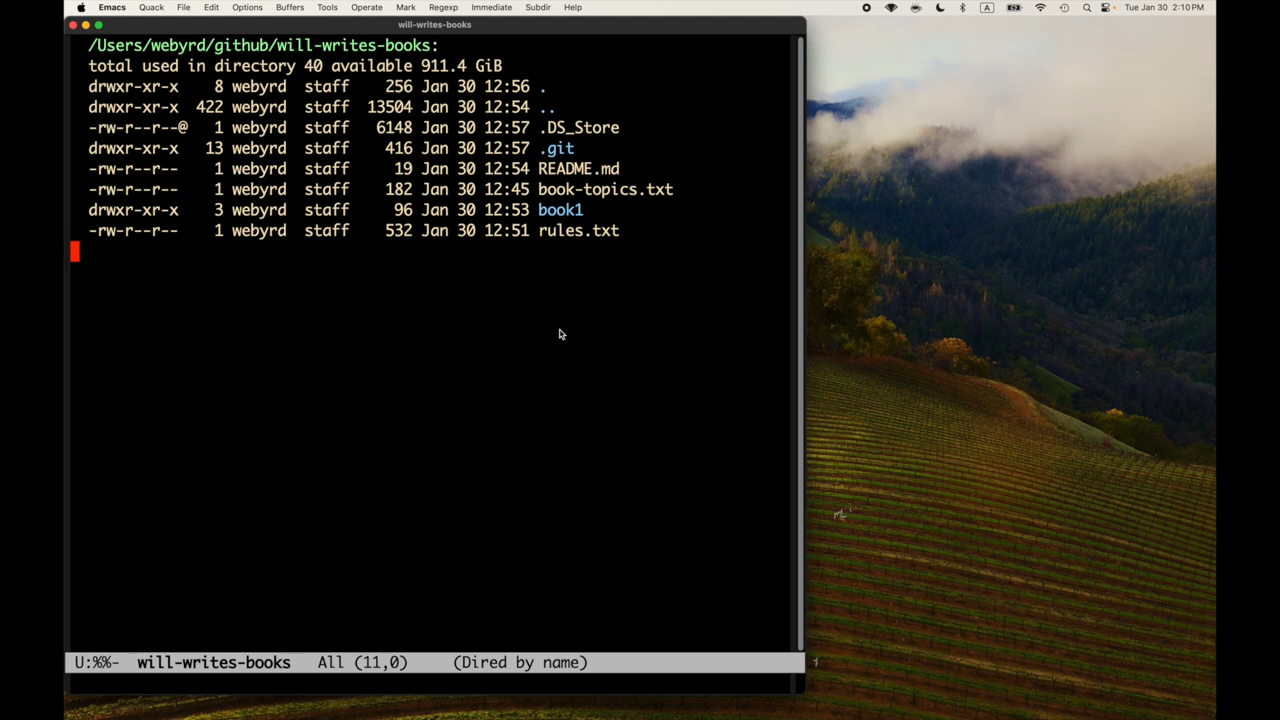 Emacs Quack File Edit Options Buffers Tools Operate Mark Regexp Immediate Subdir Help A Tue Jan 30 2:10 PM
will-writes-books
/Users/webyrd/github/will-writes-books:
total used in directory 40 available 911.4 GiB
drwxr-xr-x 8 webyrd staff 256 Jan 30 12:56 .
drwxr-xr-x 422 webyrd staff 13504 Jan 30 12:54 ..
-rw-r--r--@ 1 webyrd staff 6148 Jan 30 12:57 .DS_Store
drwxr-xr-x 13 webyrd staff 416 Jan 30 12:57 .git
-rw-r--r-- 1 webyrd staff 19 Jan 30 12:54 README.md
-rw-r--r-- 1 webyrd staff 182 Jan 30 12:45 book-topics.txt
drwxr-xr-x 3 webyrd staff 96 Jan 30 12:53 book1
-rw-r--r-- 1 webyrd staff 532 Jan 30 12:51 rules.txt
U:%%- will-writes-books All (11,0) (Dired by name)